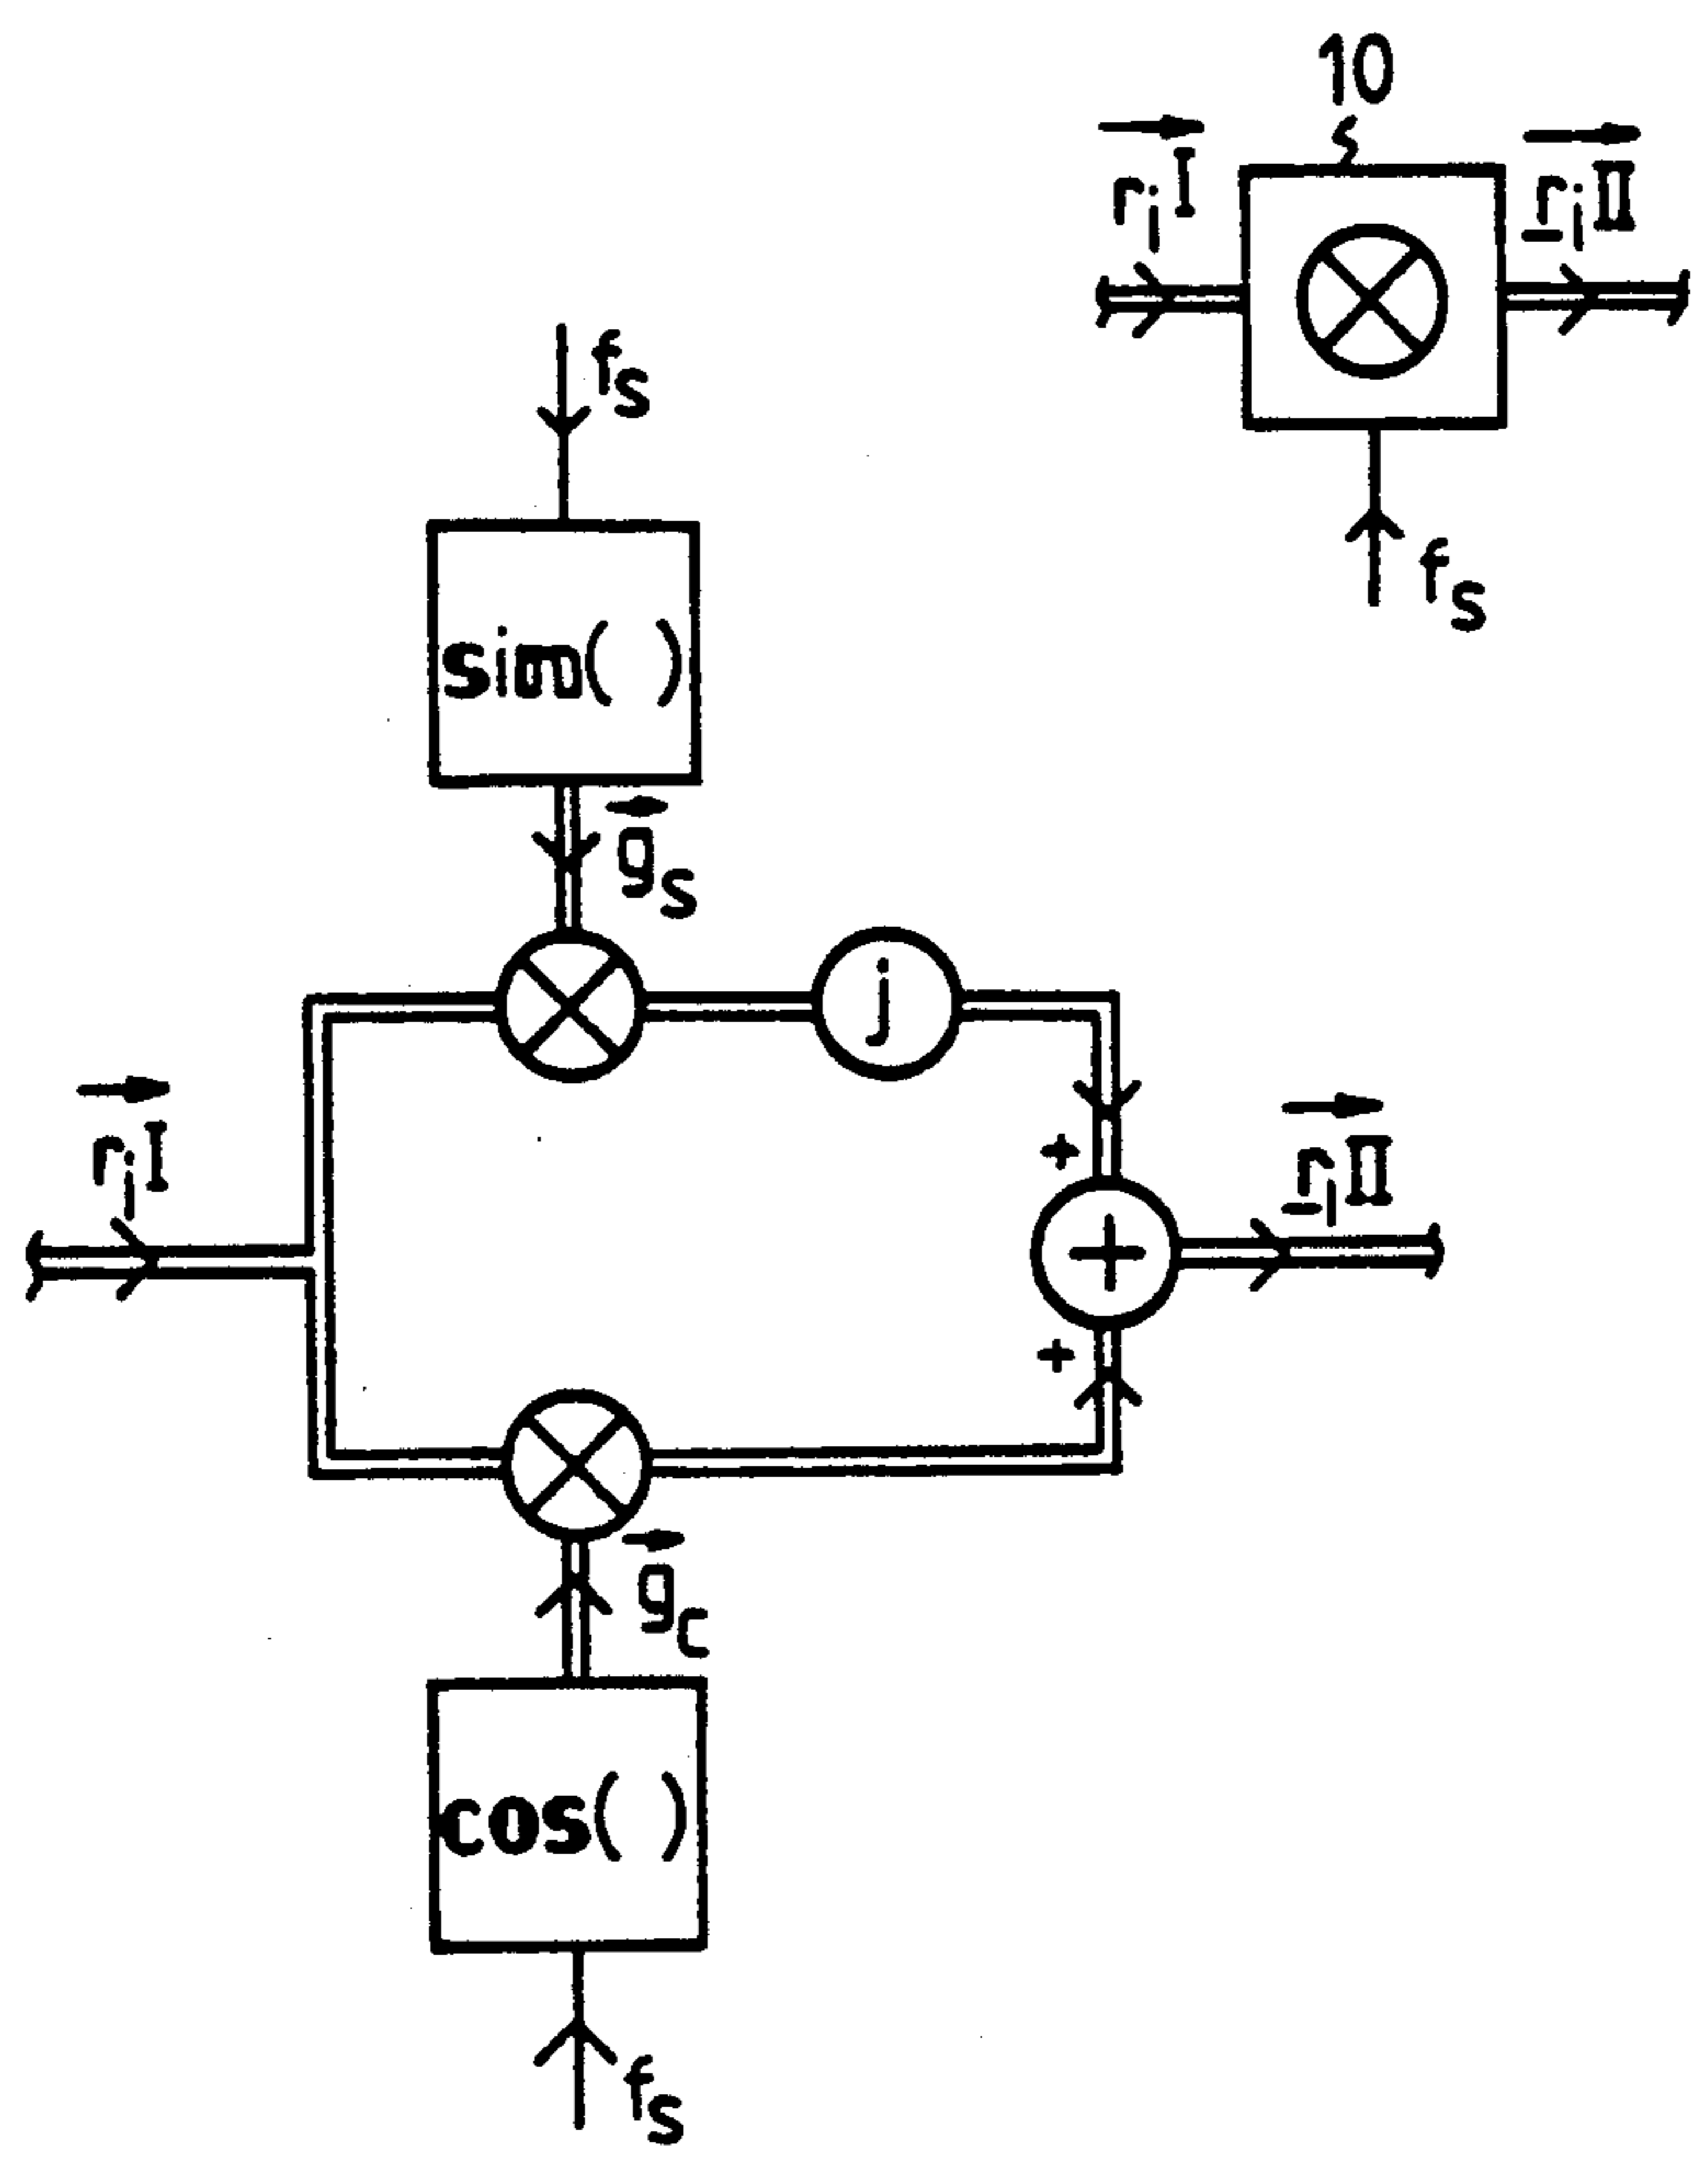 10
r_i I
r_i II
f_s
f_s
sin( )
g_s
j
r_i I
+
r_i II
+
+
g_c
cos( )
f_s